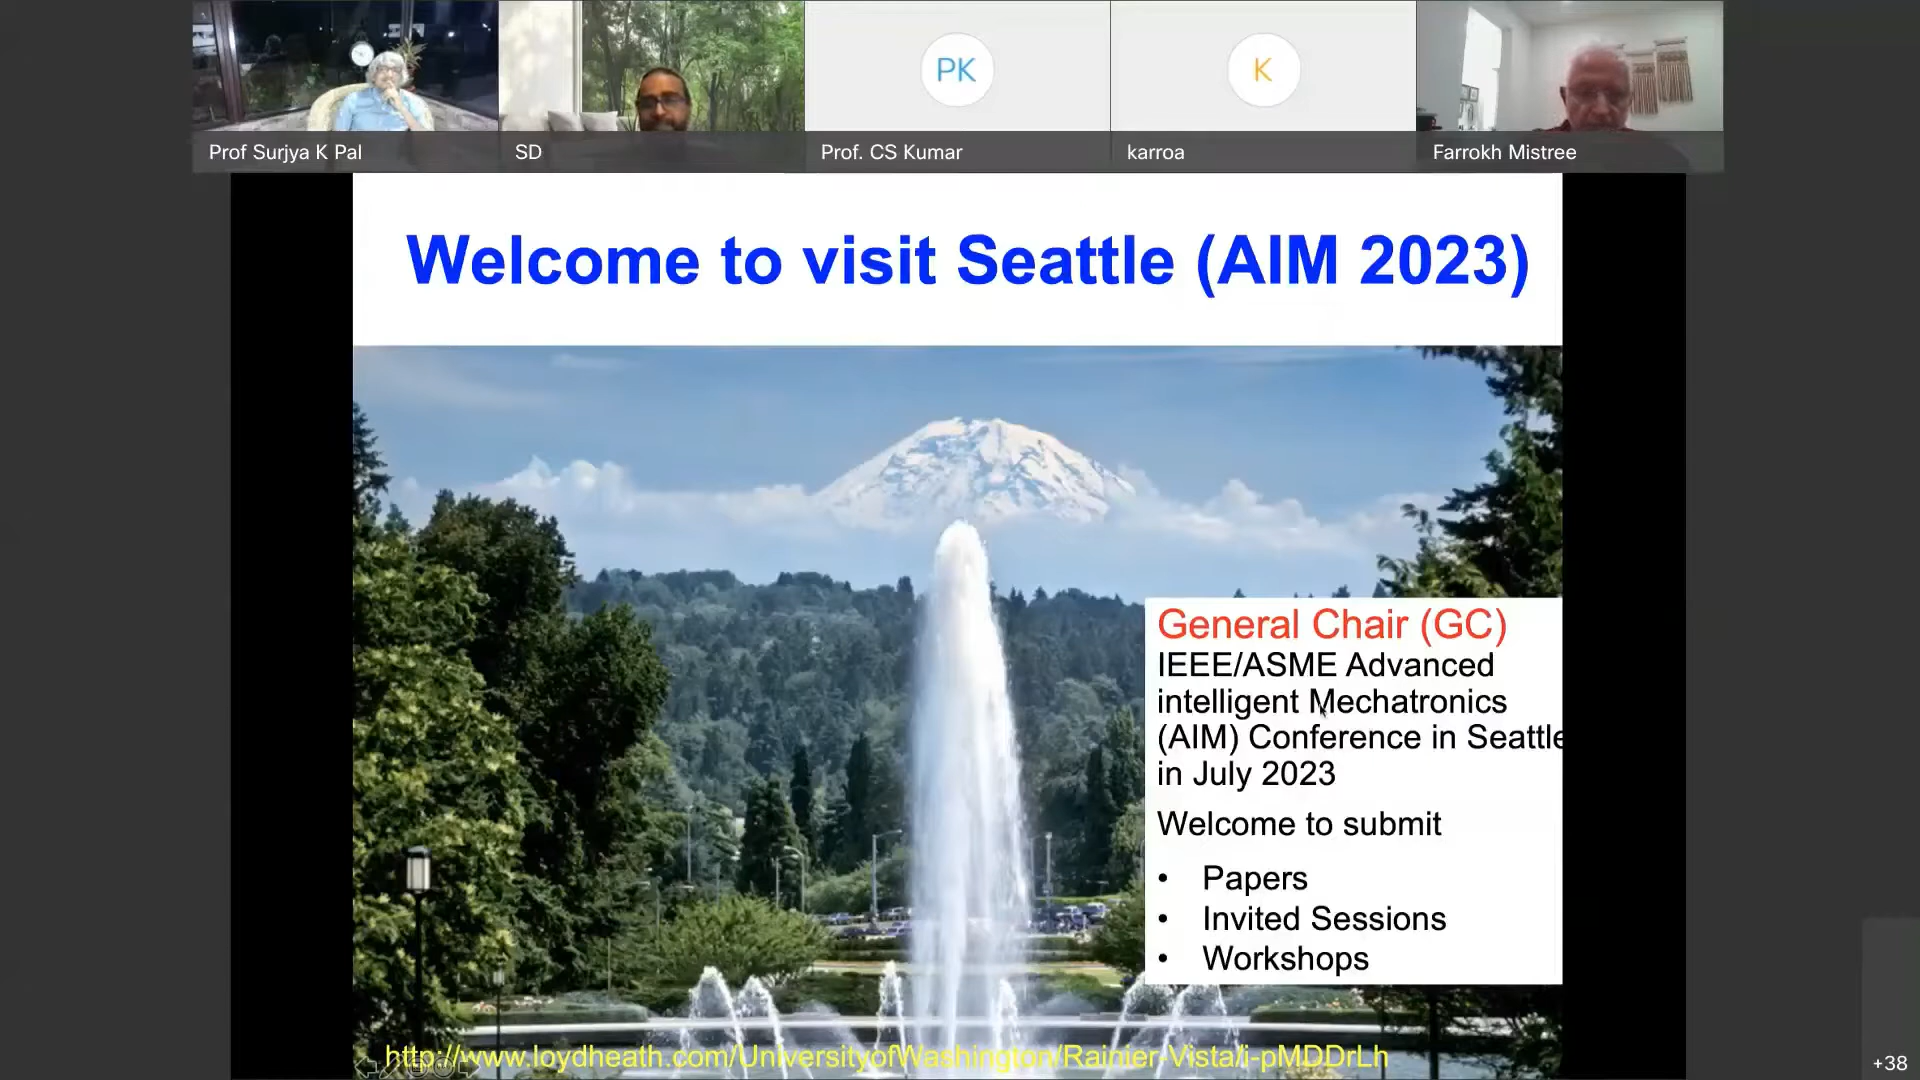 PK
K
Prof Surjya K Pal
SD
Prof. CS Kumar
karroa
Farrokh Mistree
Welcome to visit Seattle (AIM 2023)
General Chair (GC)
IEEE/ASME Advanced
intelligent Mechatronics
(AIM) Conference in Seattle
in July 2023
Welcome to submit
• Papers
• Invited Sessions
• Workshops
http://www.loydheath.com/UniversityofWashington/Rainier-Vista/i-pMDDrLh
+38